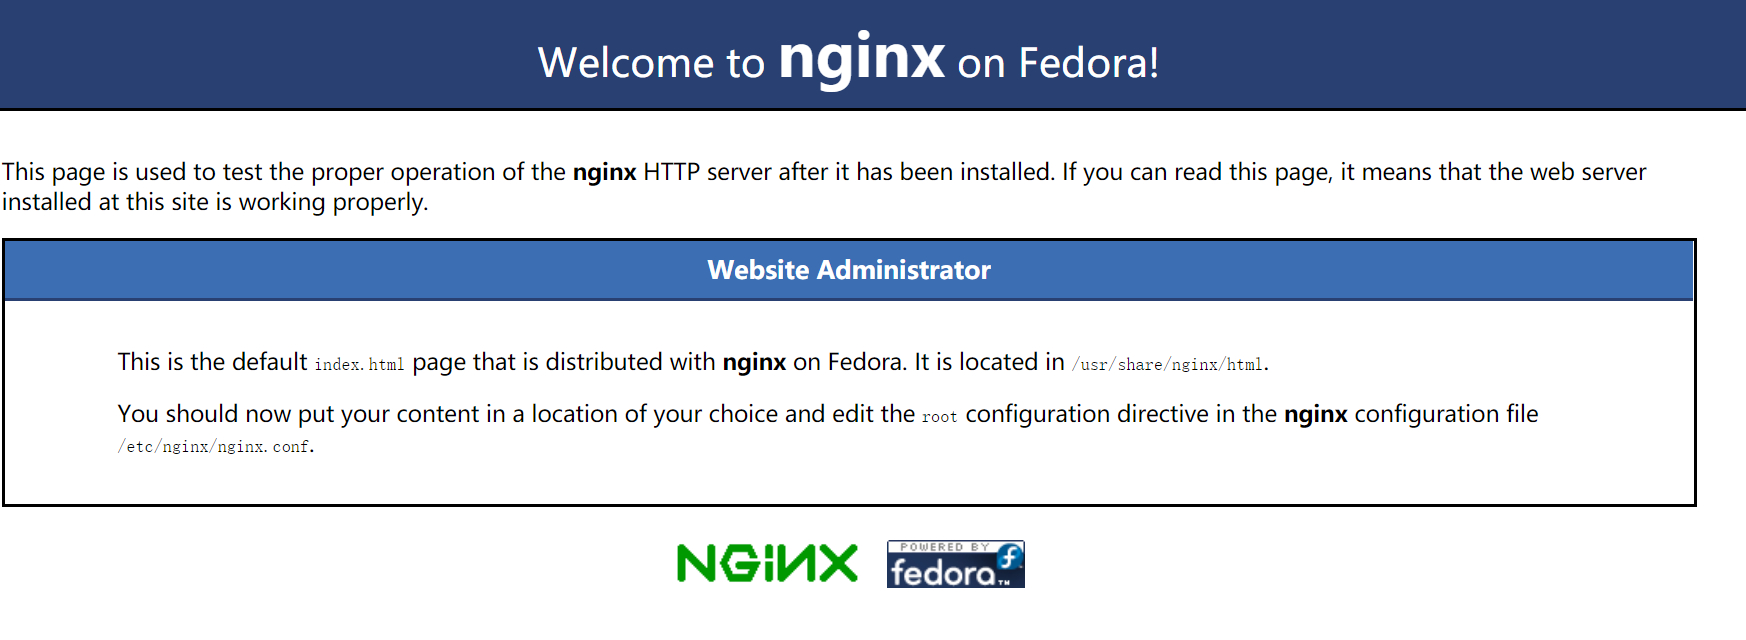 Welcome to nginx on Fedora!
This page is used to test the proper operation of the nginx HTTP server after it has been installed. If you can read this page, it means that the web server
installed at this site is working properly.
Website Administrator
This is the default index.html page that is distributed with nginx on Fedora. It is located in /usr/share/nginx/html.
You should now put your content in a location of your choice and edit the root configuration directive in the nginx configuration file
/etc/nginx/nginx.conf.
NGINX
POWERED BY
fedora™